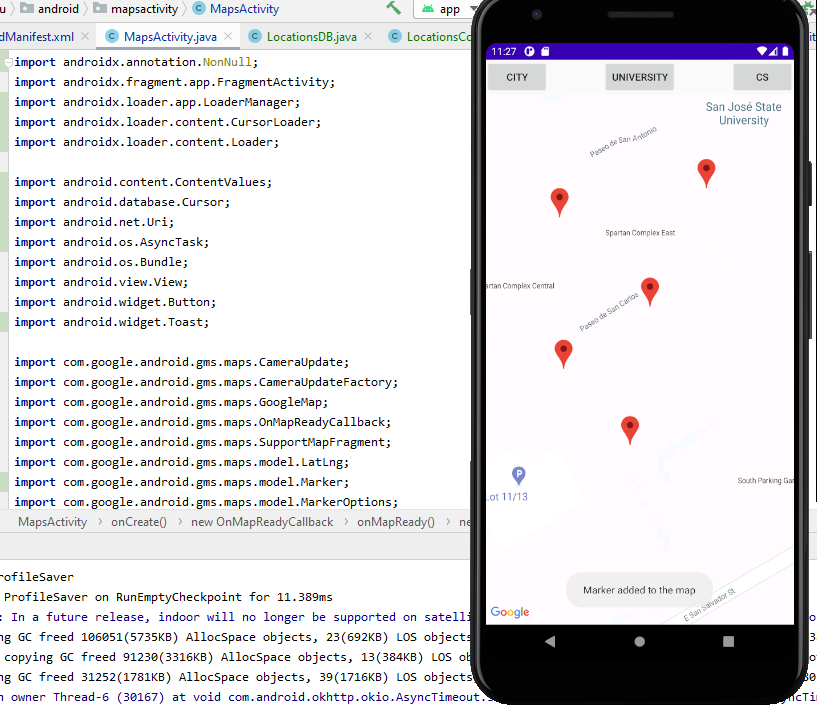 android mapsactivity MapsActivity app
dManifest.xml MapsActivity.java LocationsDB.java LocationsCo
import androidx.annotation.NonNull;
import androidx.fragment.app.FragmentActivity;
import androidx.loader.app.LoaderManager;
import androidx.loader.content.CursorLoader;
import androidx.loader.content.Loader;
import android.content.ContentValues;
import android.database.Cursor;
import android.net.Uri;
import android.os.AsyncTask;
import android.os.Bundle;
import android.view.View;
import android.widget.Button;
import android.widget.Toast;
import com.google.android.gms.maps.CameraUpdate;
import com.google.android.gms.maps.CameraUpdateFactory;
import com.google.android.gms.maps.GoogleMap;
import com.google.android.gms.maps.OnMapReadyCallback;
import com.google.android.gms.maps.SupportMapFragment;
import com.google.android.gms.maps.model.LatLng;
import com.google.android.gms.maps.model.Marker;
import com.google.android.gms.maps.model.MarkerOptions;
MapsActivity onCreate() new OnMapReadyCallback onMapReady() ne
rofileSaver
ProfileSaver on RunEmptyCheckpoint for 11.389ms
: In a future release, indoor will no longer be supported on satelli
ng GC freed 106051(5735KB) AllocSpace objects, 23(692KB) LOS objects
copying GC freed 91230(3316KB) AllocSpace objects, 13(384KB) LOS ob
ng GC freed 31252(1781KB) AllocSpace objects, 39(1716KB) LOS objects
n owner Thread-6 (30167) at void com.android.okhttp.okio.AsyncTimeout.s
11:27
CITY UNIVERSITY CS
San José State
University
Paseo de San Antonio
Spartan Complex East
artan Complex Central
Paseo de San Carlos
P
Lot 11/13
South Parking Gar
Marker added to the map
Google
E San Salvador St